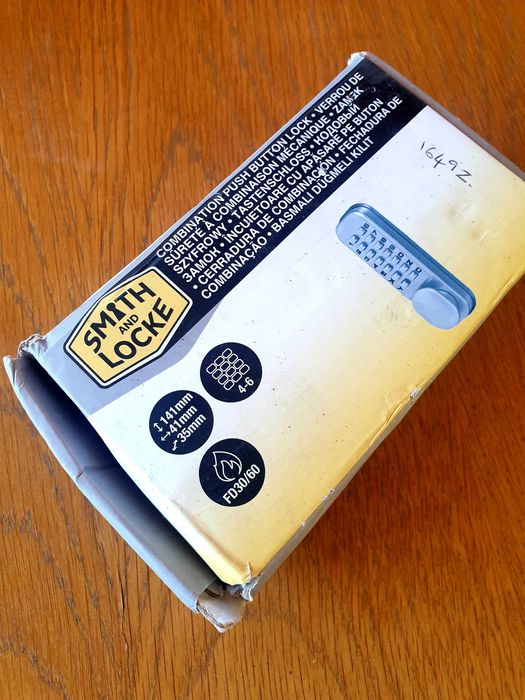 COMBINATION PUSH BUTTON LOCK • VERROU DE
SÛRETÉ À COMBINAISON MÉCANIQUE • ZAMEK
SZYFROWY • TASTENSCHLOSS • КОДОВЫЙ
ЗАМОК • ÎNCUIETOARE CU APĂSARE PE BUTON
• CERRADURA DE COMBINACIÓN • FECHADURA DE
COMBINAÇÃO • BASMALI DÜĞMELİ KİLİT
1649Z.
SMITH
AND
LOCKE
4-6
141mm
41mm
35mm
FD30/60